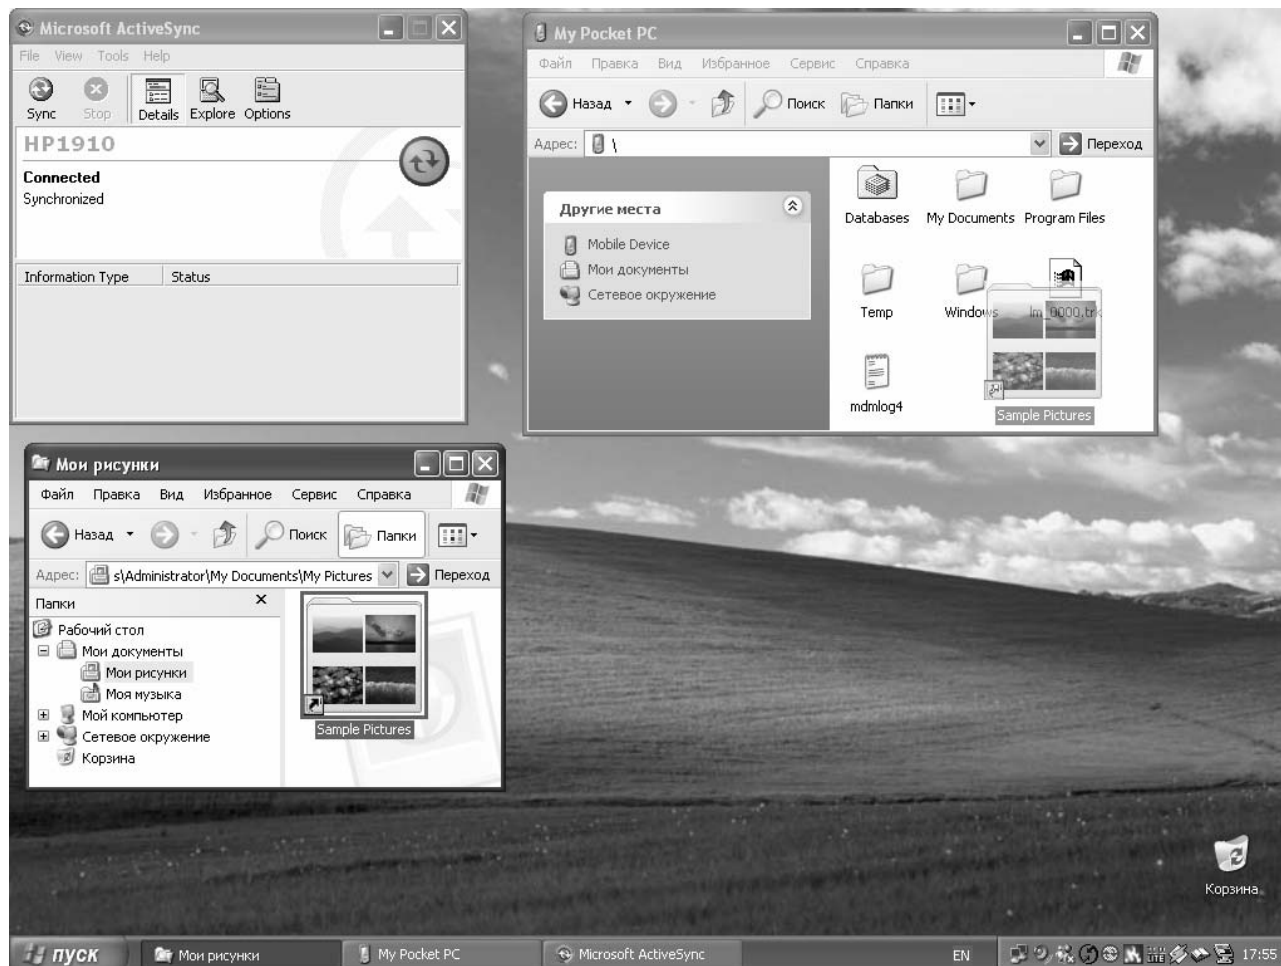 Microsoft ActiveSync
File View Tools Help
Sync Stop Details Explore Options
HP1910
Connected
Synchronized
Information Type Status
My Pocket PC
Файл Правка Вид Избранное Сервис Справка
Назад Поиск Папки
Адрес: \ Переход
Другие места
Mobile Device
Мои документы
Сетевое окружение
Databases My Documents Program Files
Temp Windows lm_0000.trk
mdmlog4 Sample Pictures
Мои рисунки
Файл Правка Вид Избранное Сервис Справка
Назад Поиск Папки
Адрес: s\Administrator\My Documents\My Pictures Переход
Папки
Рабочий стол
Мои документы
Мои рисунки
Моя музыка
Мой компьютер
Сетевое окружение
Корзина
Sample Pictures
Корзина
пуск Мои рисунки My Pocket PC Microsoft ActiveSync EN 17:55